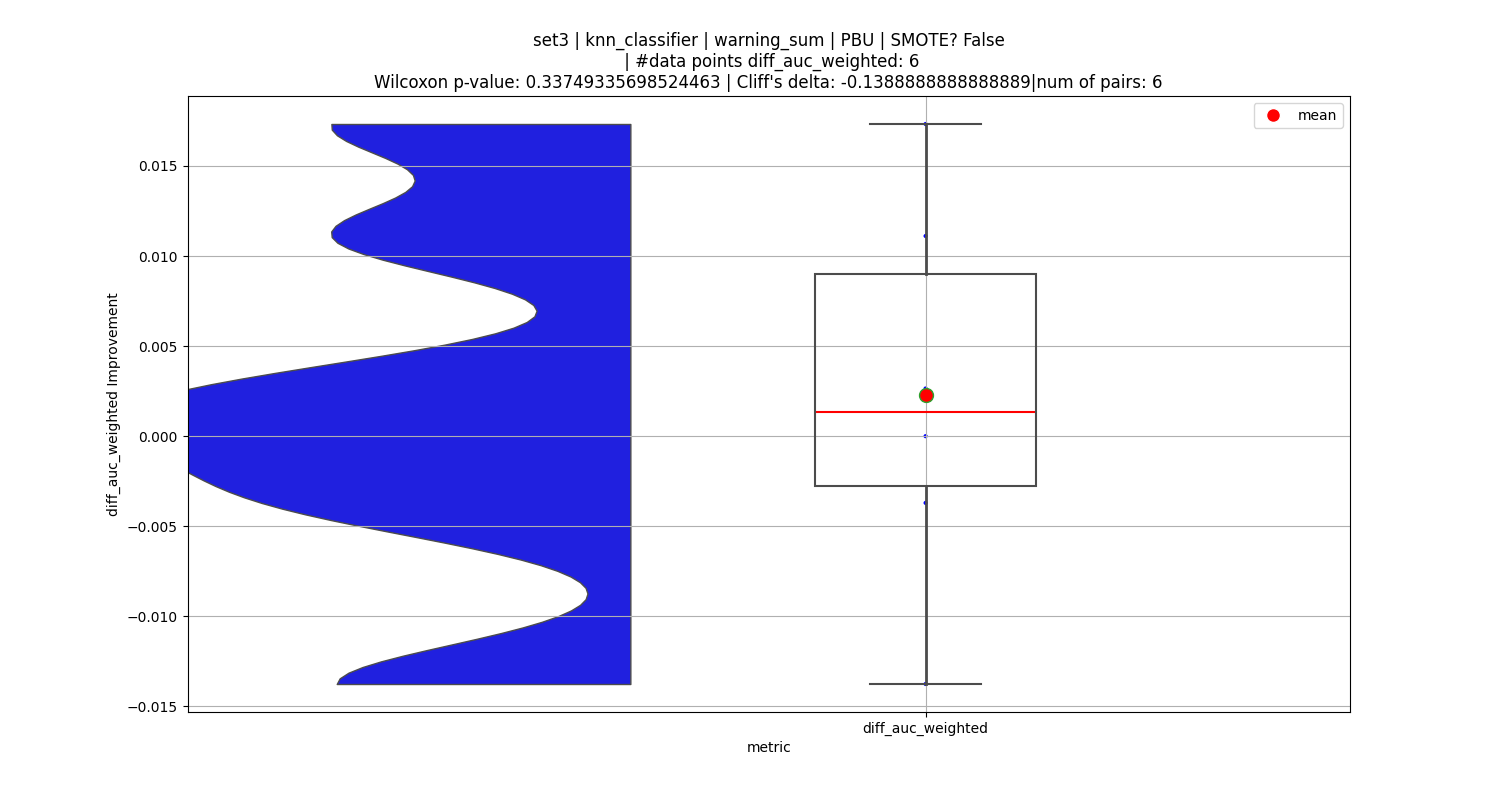 set3 | knn_classifier | warning_sum | PBU | SMOTE? False
| #data points diff_auc_weighted: 6
Wilcoxon p-value: 0.33749335698524463 | Cliff's delta: -0.1388888888888889|num of pairs: 6
mean
0.015
0.010
0.005
0.000
−0.005
−0.010
−0.015
diff_auc_weighted Improvement
diff_auc_weighted
metric